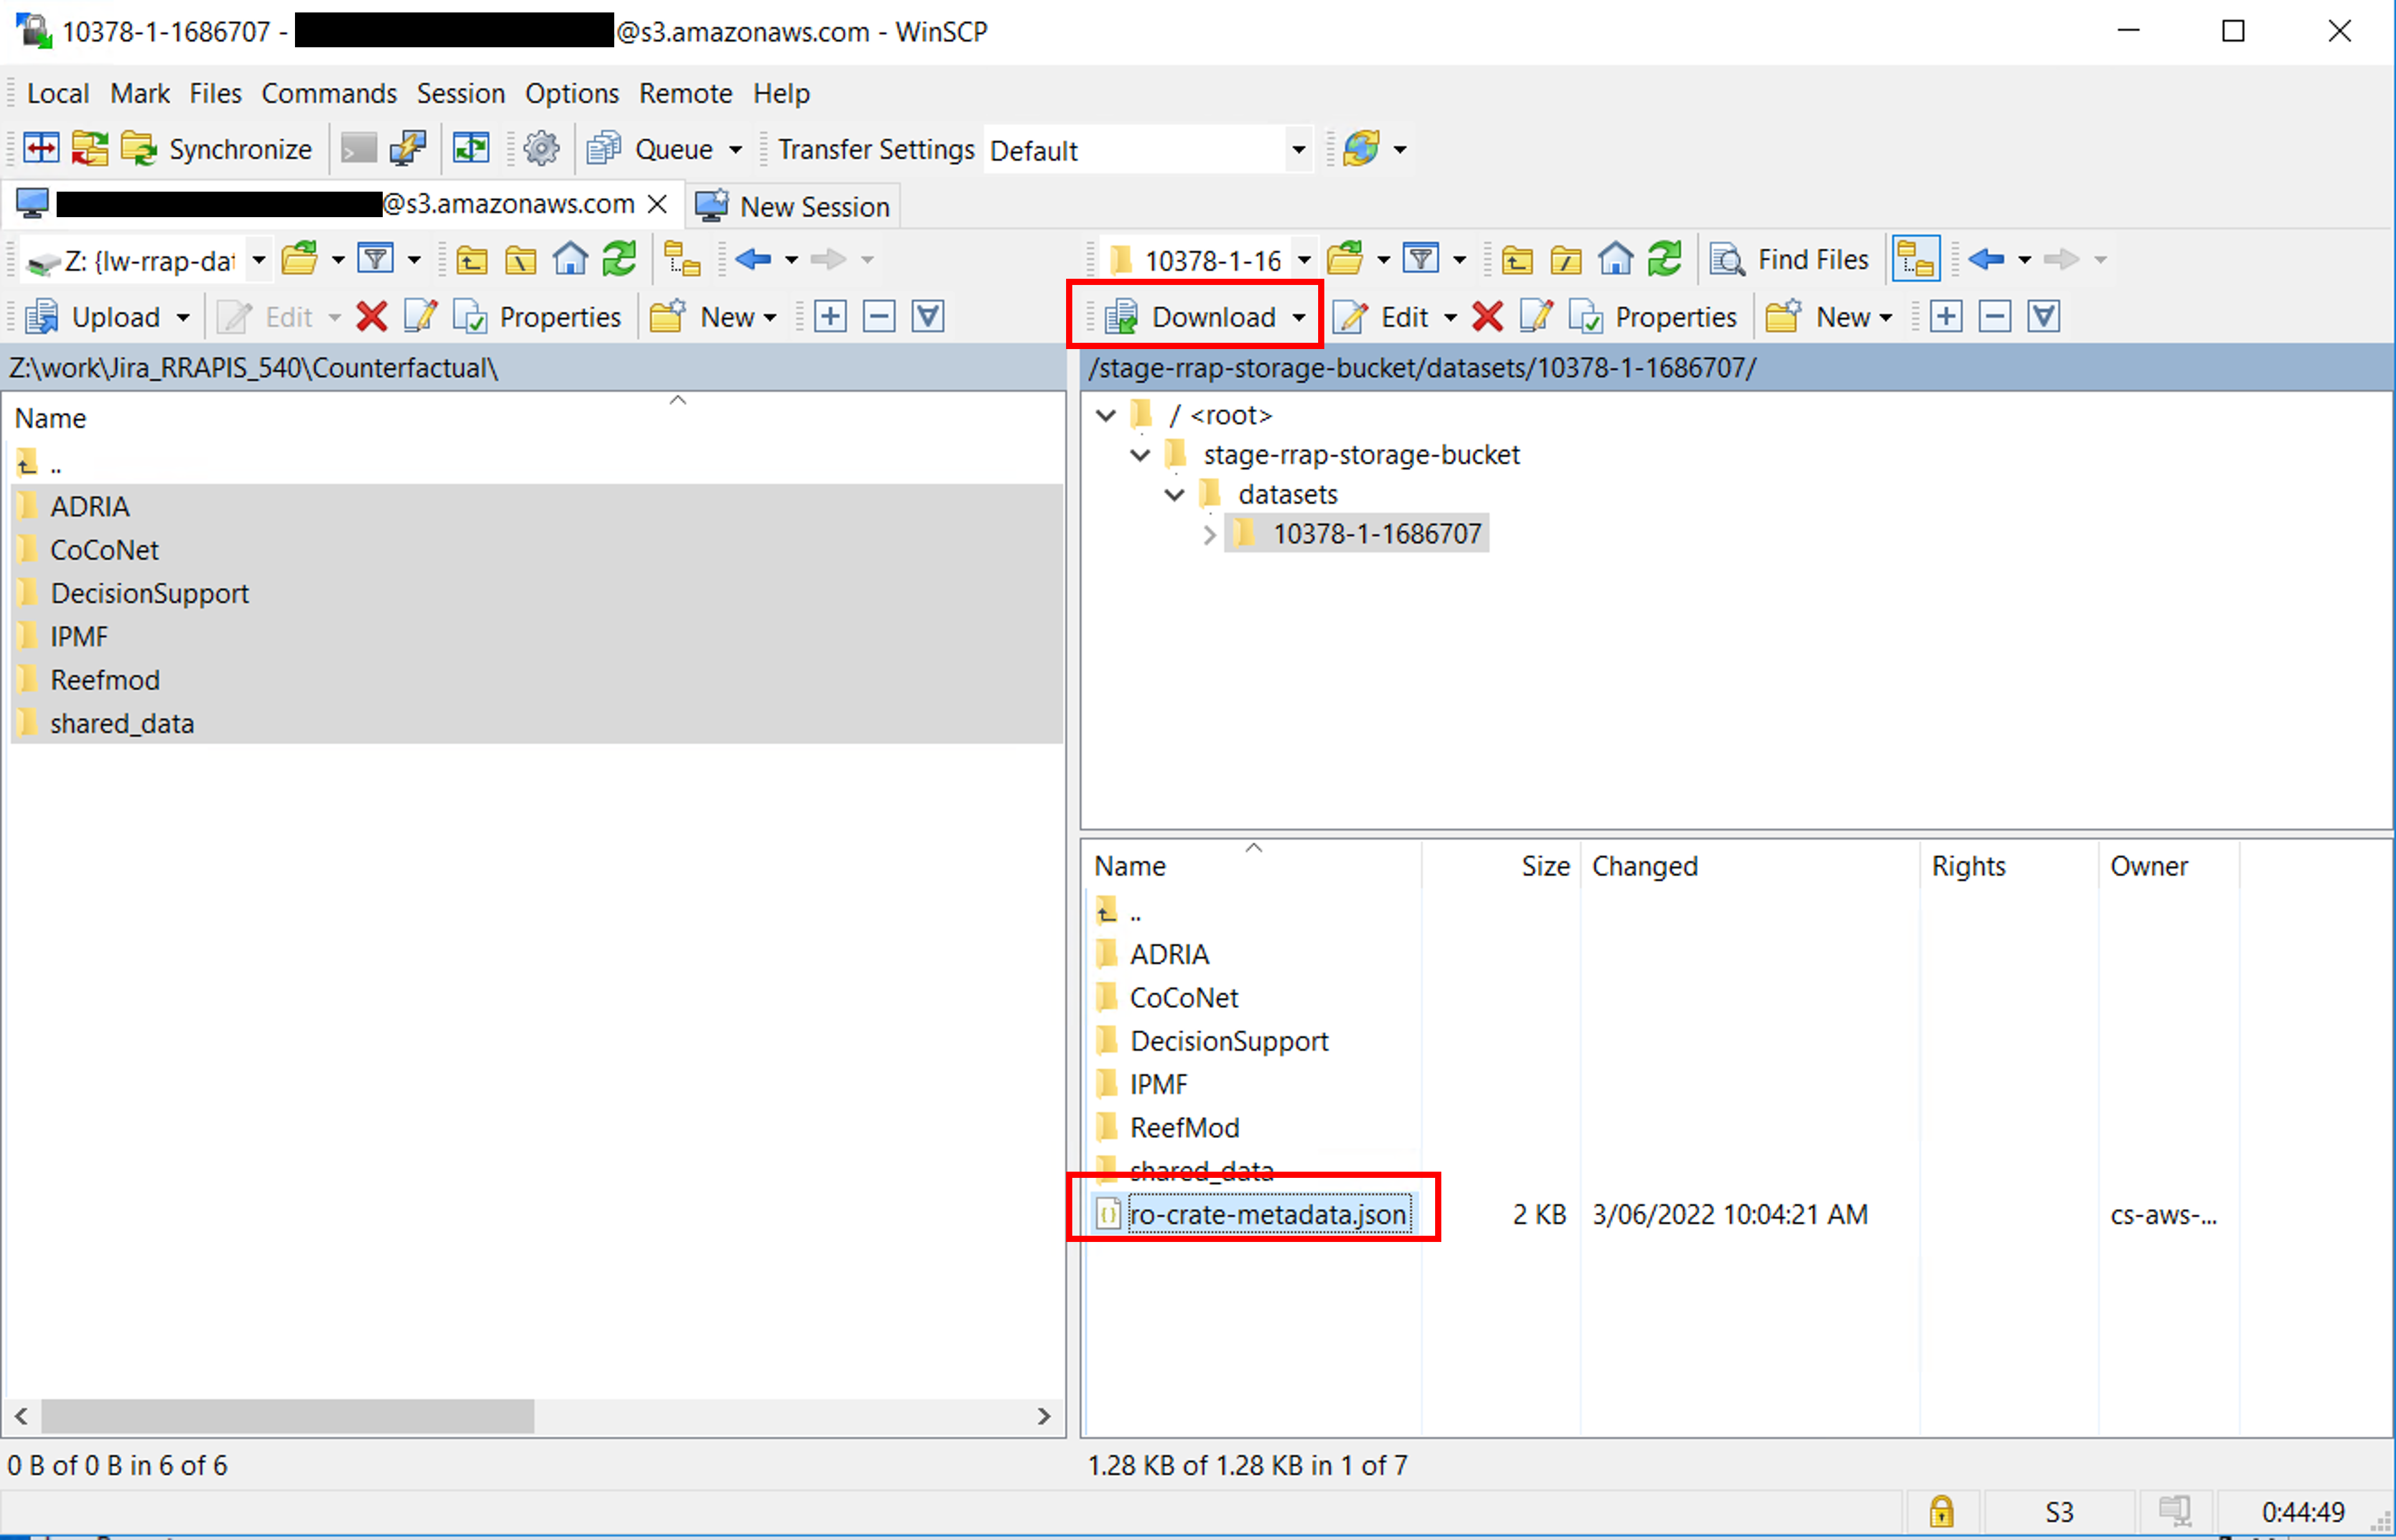 10378-1-1686707 - @s3.amazonaws.com - WinSCP
Local Mark Files Commands Session Options Remote Help
Synchronize Queue Transfer Settings Default
@s3.amazonaws.com New Session
Z: {lw-rrap-dat 10378-1-16 Find Files
Upload Edit Properties New Download Edit Properties New
Z:\work\Jira_RRAPIS_540\Counterfactual\
Name
..
ADRIA
CoCoNet
DecisionSupport
IPMF
Reefmod
shared_data
0 B of 0 B in 6 of 6
/stage-rrap-storage-bucket/datasets/10378-1-1686707/
/ <root>
stage-rrap-storage-bucket
datasets
10378-1-1686707
Name Size Changed Rights Owner
..
ADRIA
CoCoNet
DecisionSupport
IPMF
ReefMod
shared_data
ro-crate-metadata.json 2 KB 3/06/2022 10:04:21 AM cs-aws-...
1.28 KB of 1.28 KB in 1 of 7
S3 0:44:49